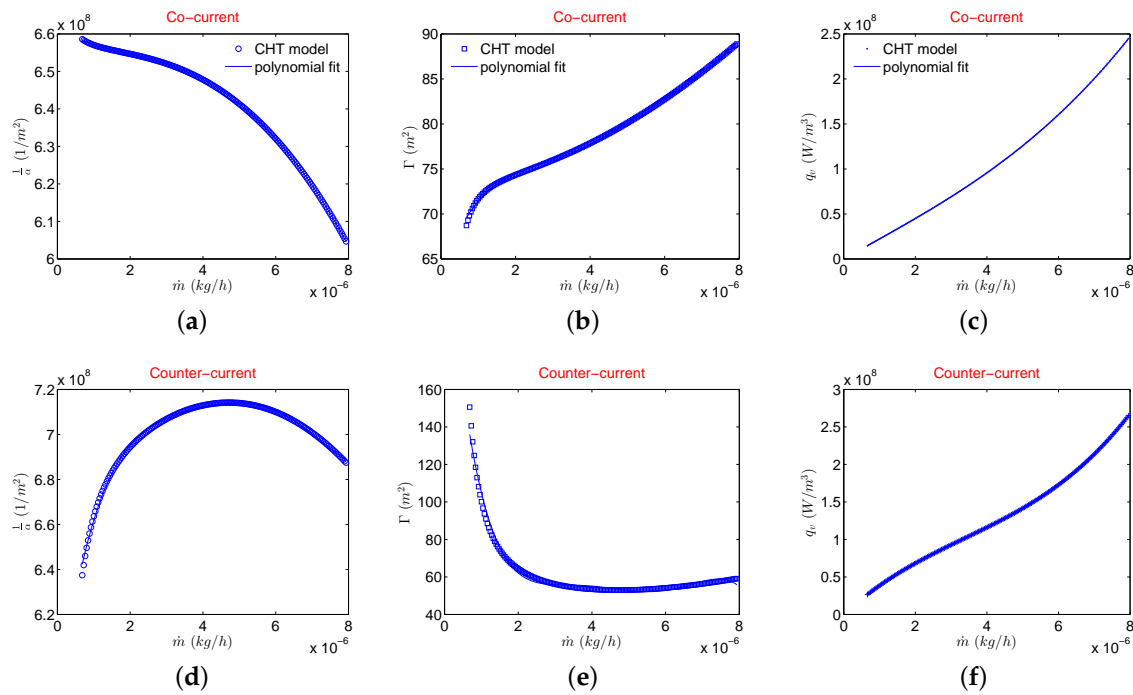 Co-current
x 10^8
6.6
6.5
6.4
6.3
6.2
6.1
6
1/α (1/m^2)
CHT model
polynomial fit
0 2 4 6 8
x 10^-6
ṁ (kg/h)
(a)
Co-current
90
85
80
75
70
65
Γ (m^2)
CHT model
polynomial fit
0 2 4 6 8
x 10^-6
ṁ (kg/h)
(b)
Co-current
x 10^8
2.5
2
1.5
1
0.5
0
q_v (W/m^3)
CHT model
polynomial fit
0 2 4 6 8
x 10^-6
ṁ (kg/h)
(c)
Counter-current
x 10^8
7.2
7
6.8
6.6
6.4
6.2
1/α (1/m^2)
0 2 4 6 8
x 10^-6
ṁ (kg/h)
(d)
Counter-current
160
140
120
100
80
60
40
Γ (m^2)
0 2 4 6 8
x 10^-6
ṁ (kg/h)
(e)
Counter-current
x 10^8
3
2.5
2
1.5
1
0.5
0
q_v (W/m^3)
0 2 4 6 8
x 10^-6
ṁ (kg/h)
(f)